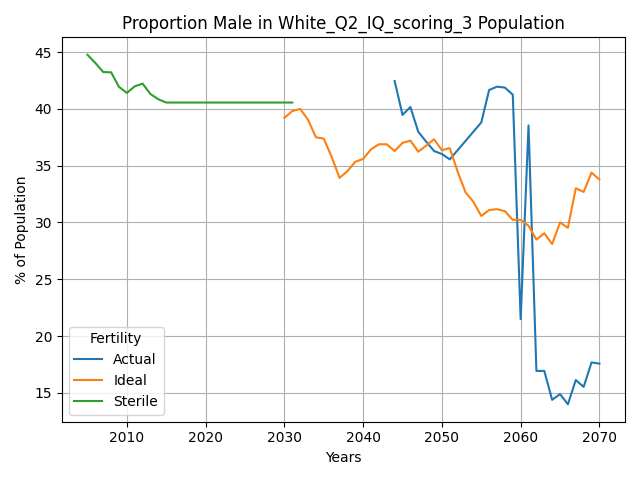 Proportion Male in White_Q2_IQ_scoring_3 Population
% of Population
45
40
35
30
25
20
15
Fertility
Actual
Ideal
Sterile
2010 2020 2030 2040 2050 2060 2070
Years